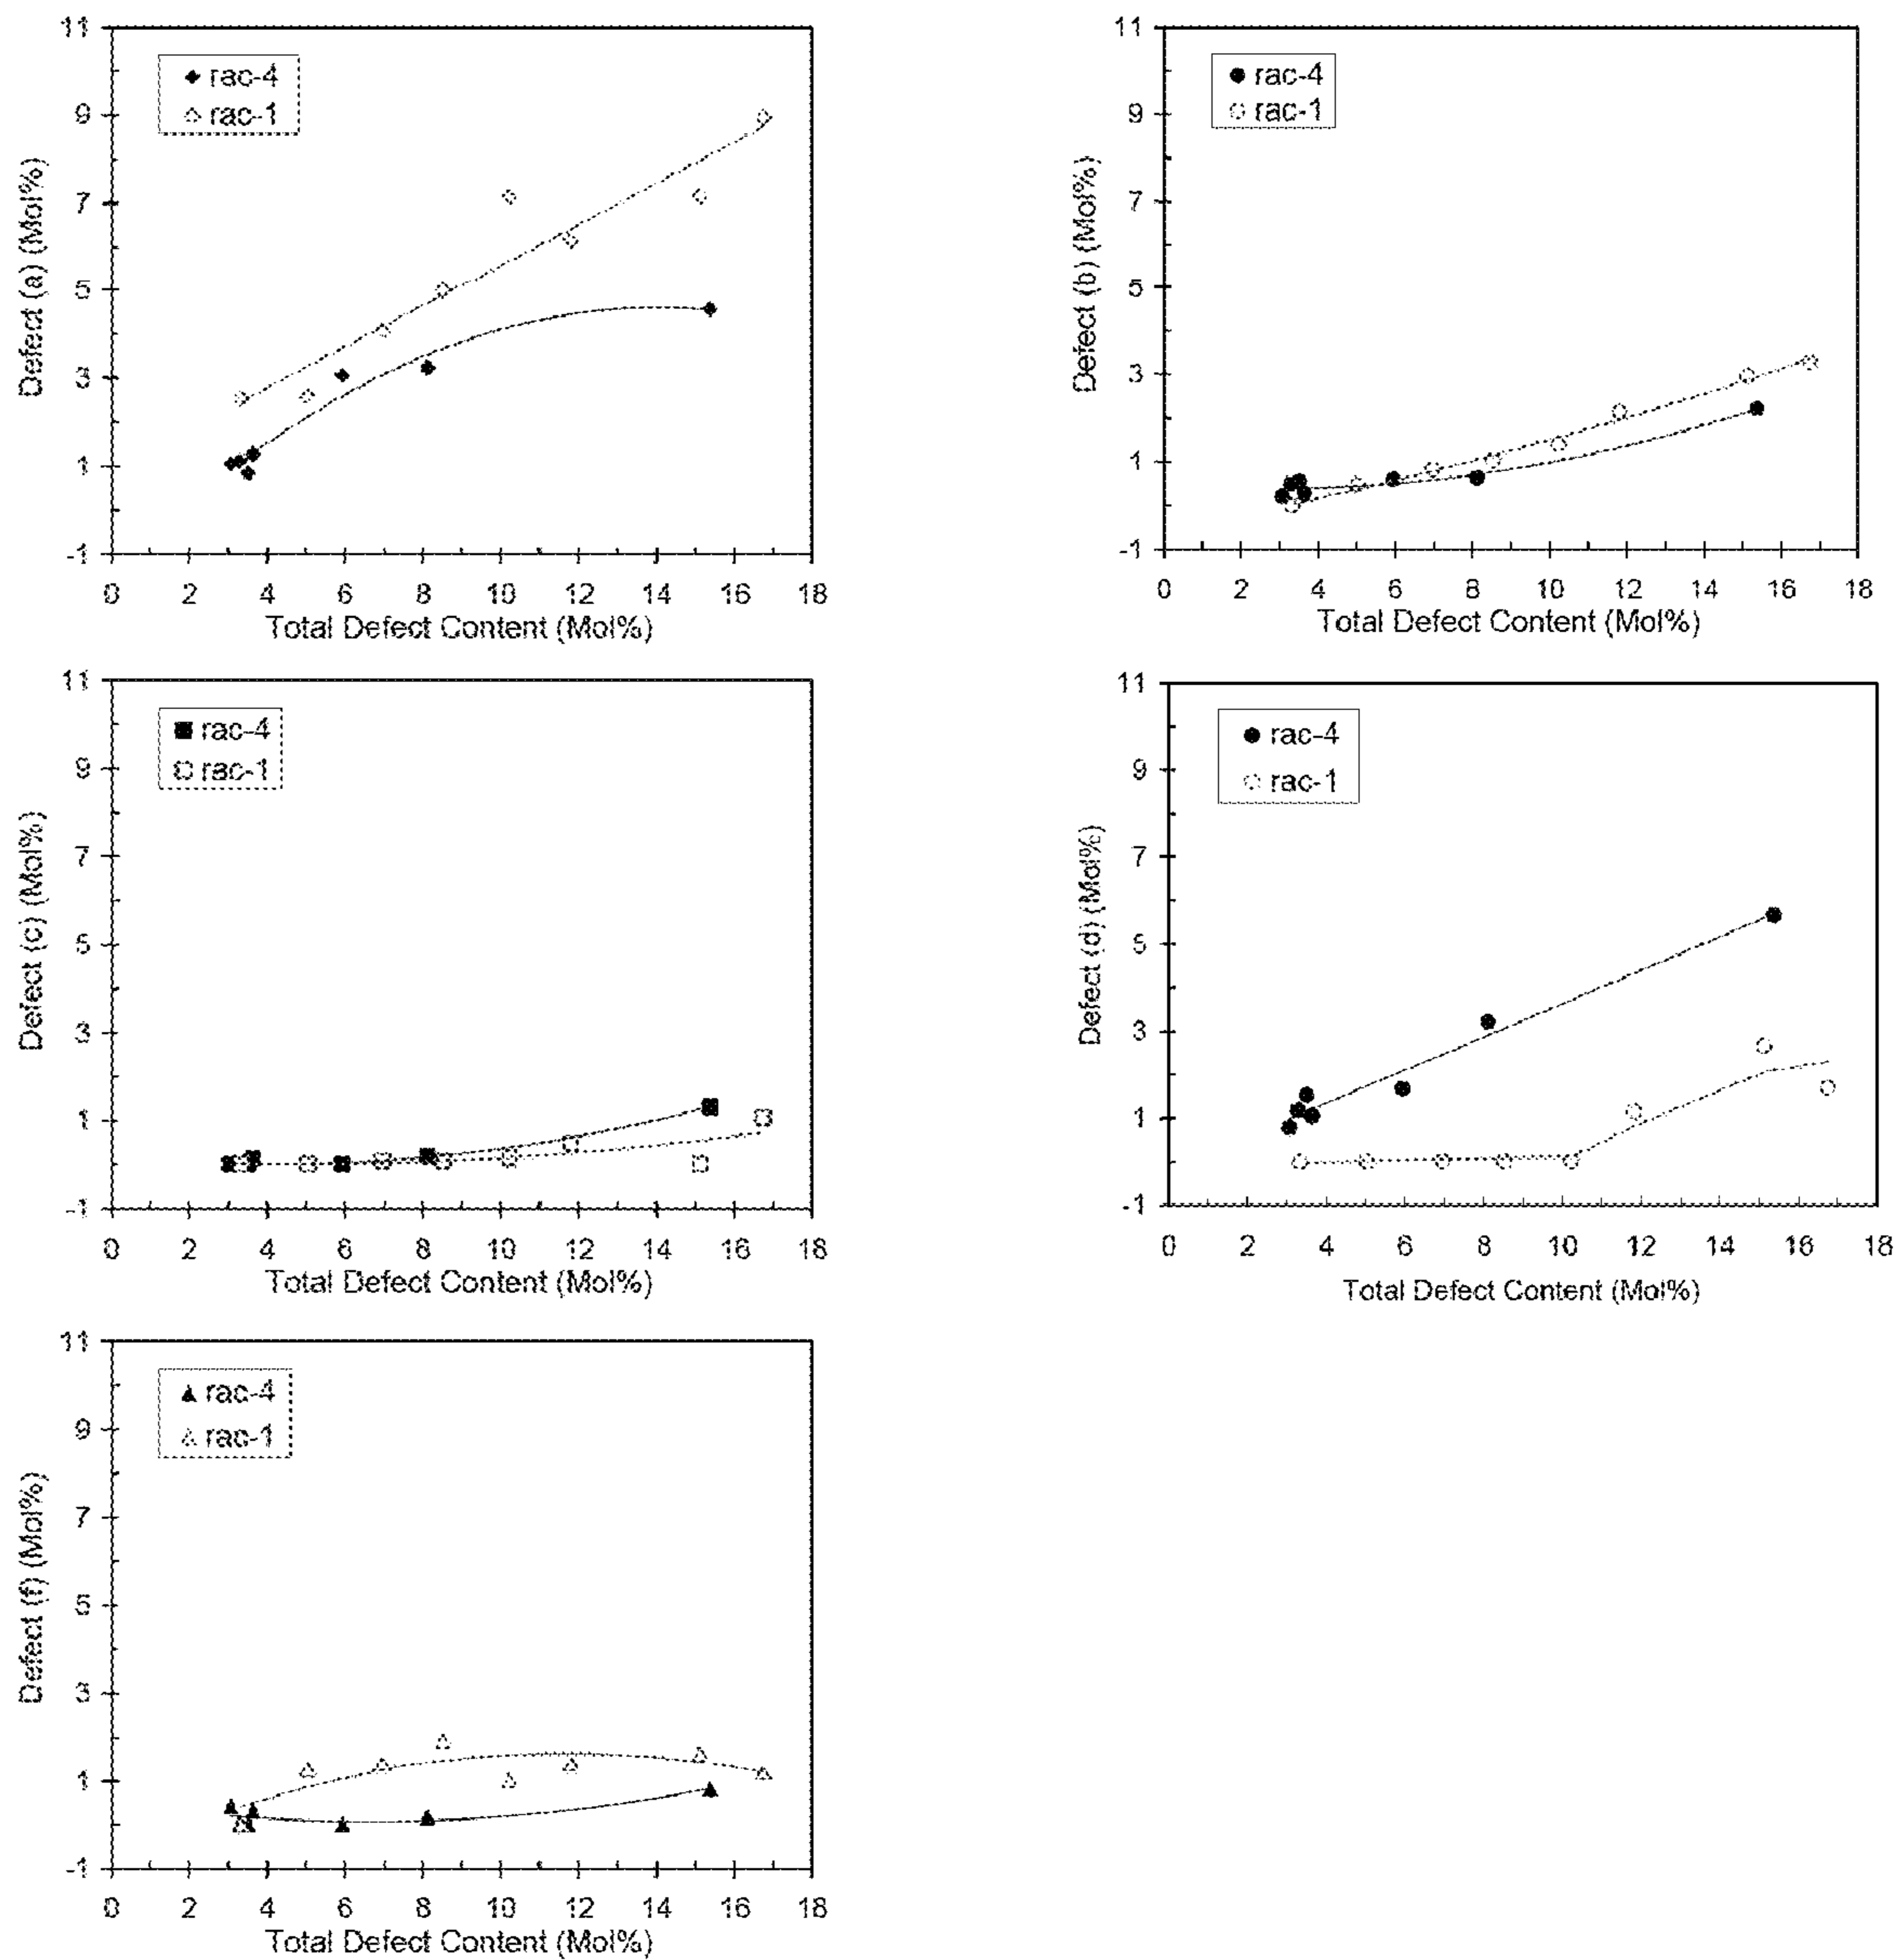 11
9
7
5
3
1
-1
Defect (a) (Mol%)
rac-4
rac-1
0 2 4 6 8 10 12 14 16 18
Total Defect Content (Mol%)
11
9
7
5
3
1
-1
Defect (b) (Mol%)
rac-4
rac-1
0 2 4 6 8 10 12 14 16 18
Total Defect Content (Mol%)
11
9
7
5
3
1
-1
Defect (c) (Mol%)
rac-4
rac-1
0 2 4 6 8 10 12 14 16 18
Total Defect Content (Mol%)
11
9
7
5
3
1
-1
Defect (d) (Mol%)
rac-4
rac-1
0 2 4 6 8 10 12 14 16 18
Total Defect Content (Mol%)
11
9
7
5
3
1
-1
Defect (f) (Mol%)
rac-4
rac-1
0 2 4 6 8 10 12 14 16 18
Total Defect Content (Mol%)